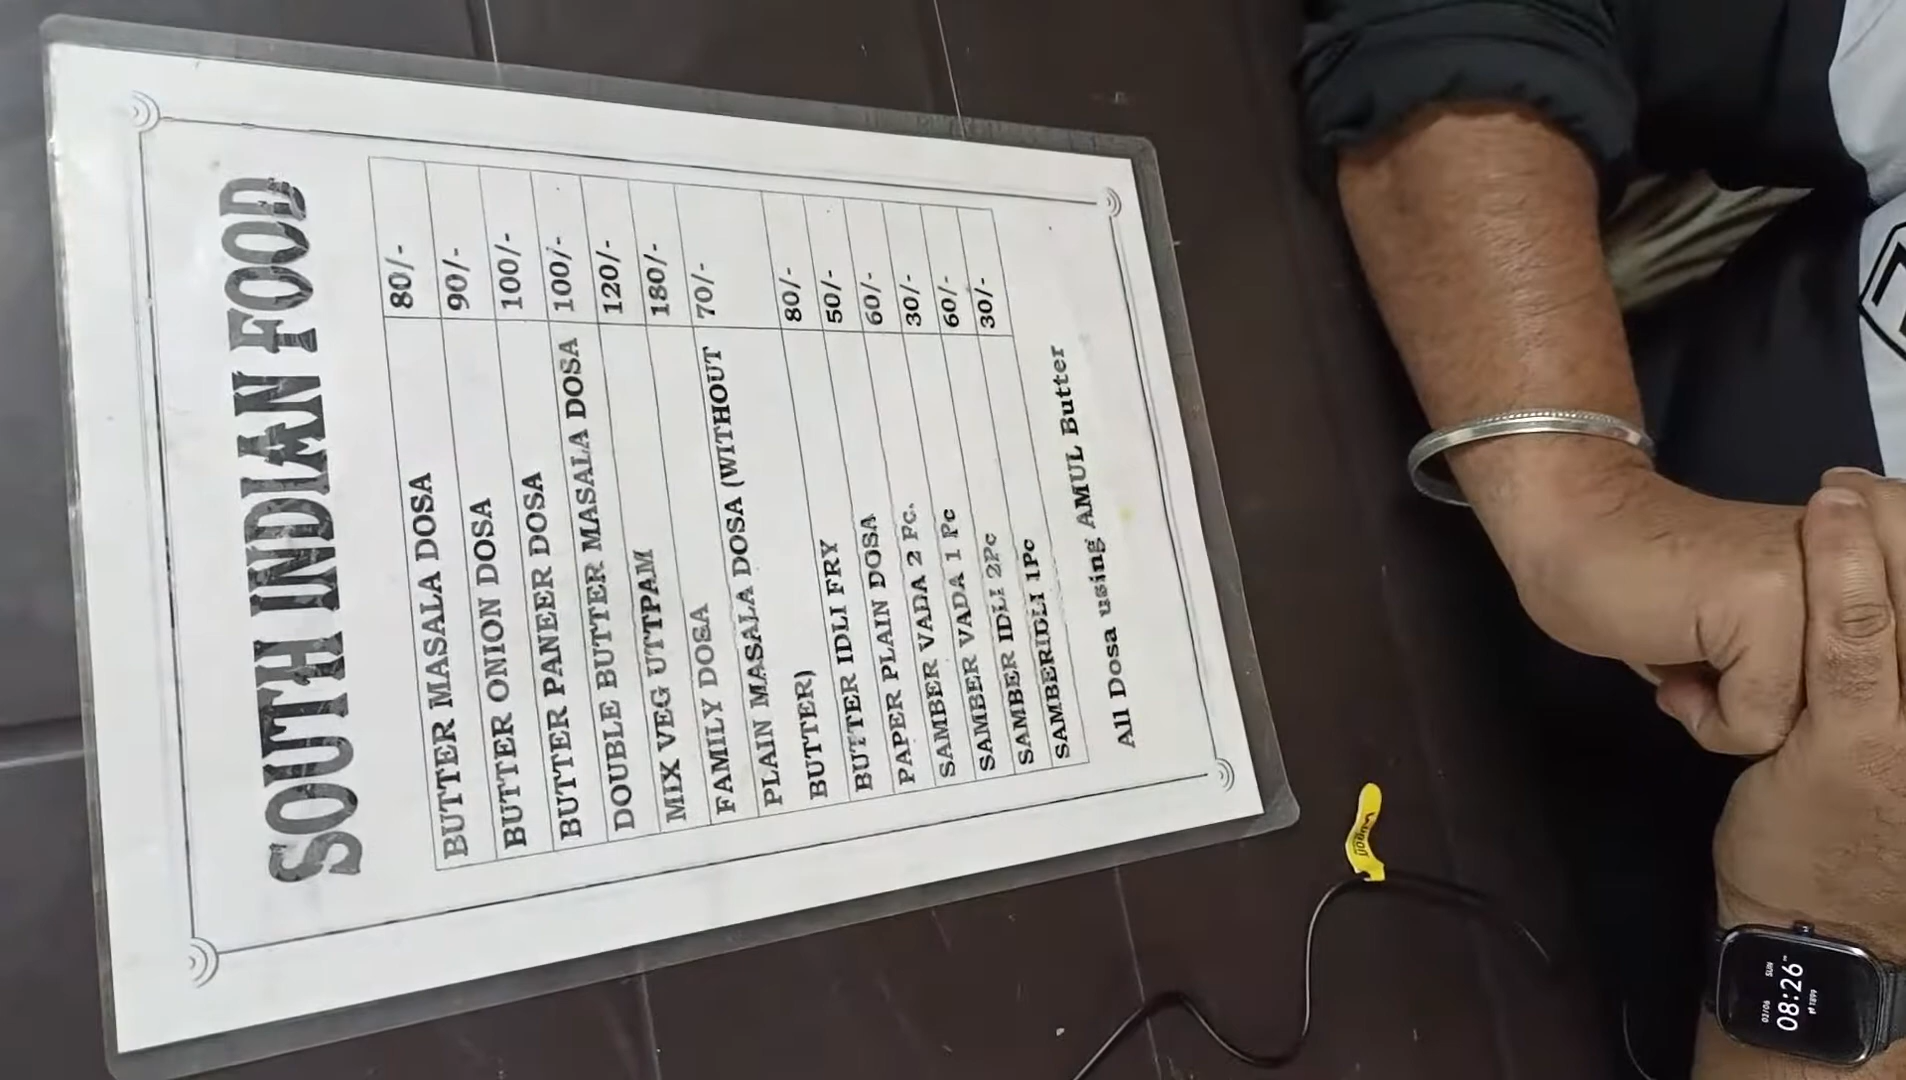 SOUTH INDIAN FOOD
BUTTER MASALA DOSA 80/-
BUTTER ONION DOSA 90/-
BUTTER PANEER DOSA 100/-
DOUBLE BUTTER MASALA DOSA 100/-
MIX VEG UTTPAM 120/-
FAMILY DOSA 180/-
PLAIN MASALA DOSA (WITHOUT 70/-
BUTTER)
BUTTER IDLI FRY 80/-
PAPER PLAIN DOSA 50/-
SAMBER VADA 2 Pc. 60/-
SAMBER VADA 1 Pc 30/-
SAMBER IDLI 2Pc 60/-
SAMBERIDLI 1Pc 30/-
All Dosa using AMUL Butter
SUN
08:26